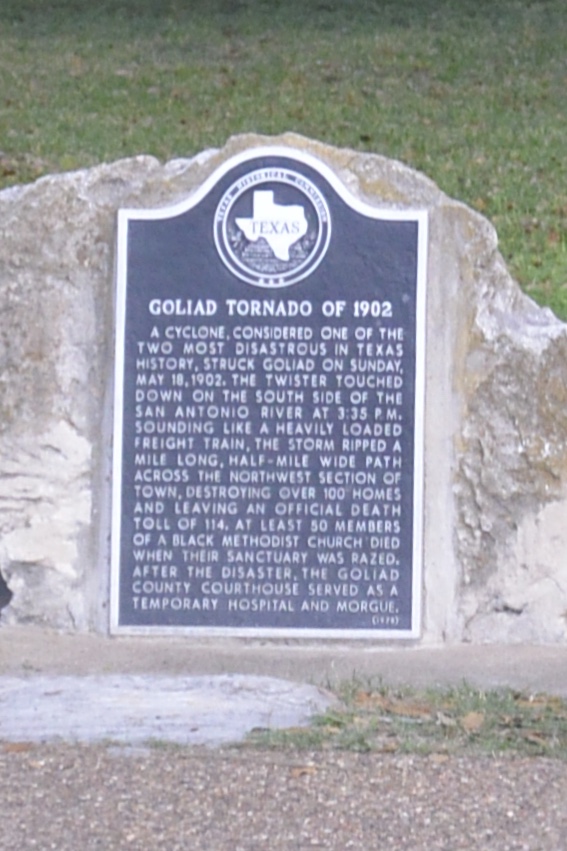 TEXAS HISTORICAL COMMISSION
TEXAS
GOLIAD TORNADO OF 1902
A CYCLONE, CONSIDERED ONE OF THE
TWO MOST DISASTROUS IN TEXAS
HISTORY, STRUCK GOLIAD ON SUNDAY,
MAY 18, 1902. THE TWISTER TOUCHED
DOWN ON THE SOUTH SIDE OF THE
SAN ANTONIO RIVER AT 3:35 P.M.
SOUNDING LIKE A HEAVILY LOADED
FREIGHT TRAIN, THE STORM RIPPED A
MILE LONG, HALF-MILE WIDE PATH
ACROSS THE NORTHWEST SECTION OF
TOWN, DESTROYING OVER 100 HOMES
AND LEAVING AN OFFICIAL DEATH
TOLL OF 114. AT LEAST 50 MEMBERS
OF A BLACK METHODIST CHURCH DIED
WHEN THEIR SANCTUARY WAS RAZED.
AFTER THE DISASTER, THE GOLIAD
COUNTY COURTHOUSE SERVED AS A
TEMPORARY HOSPITAL AND MORGUE.